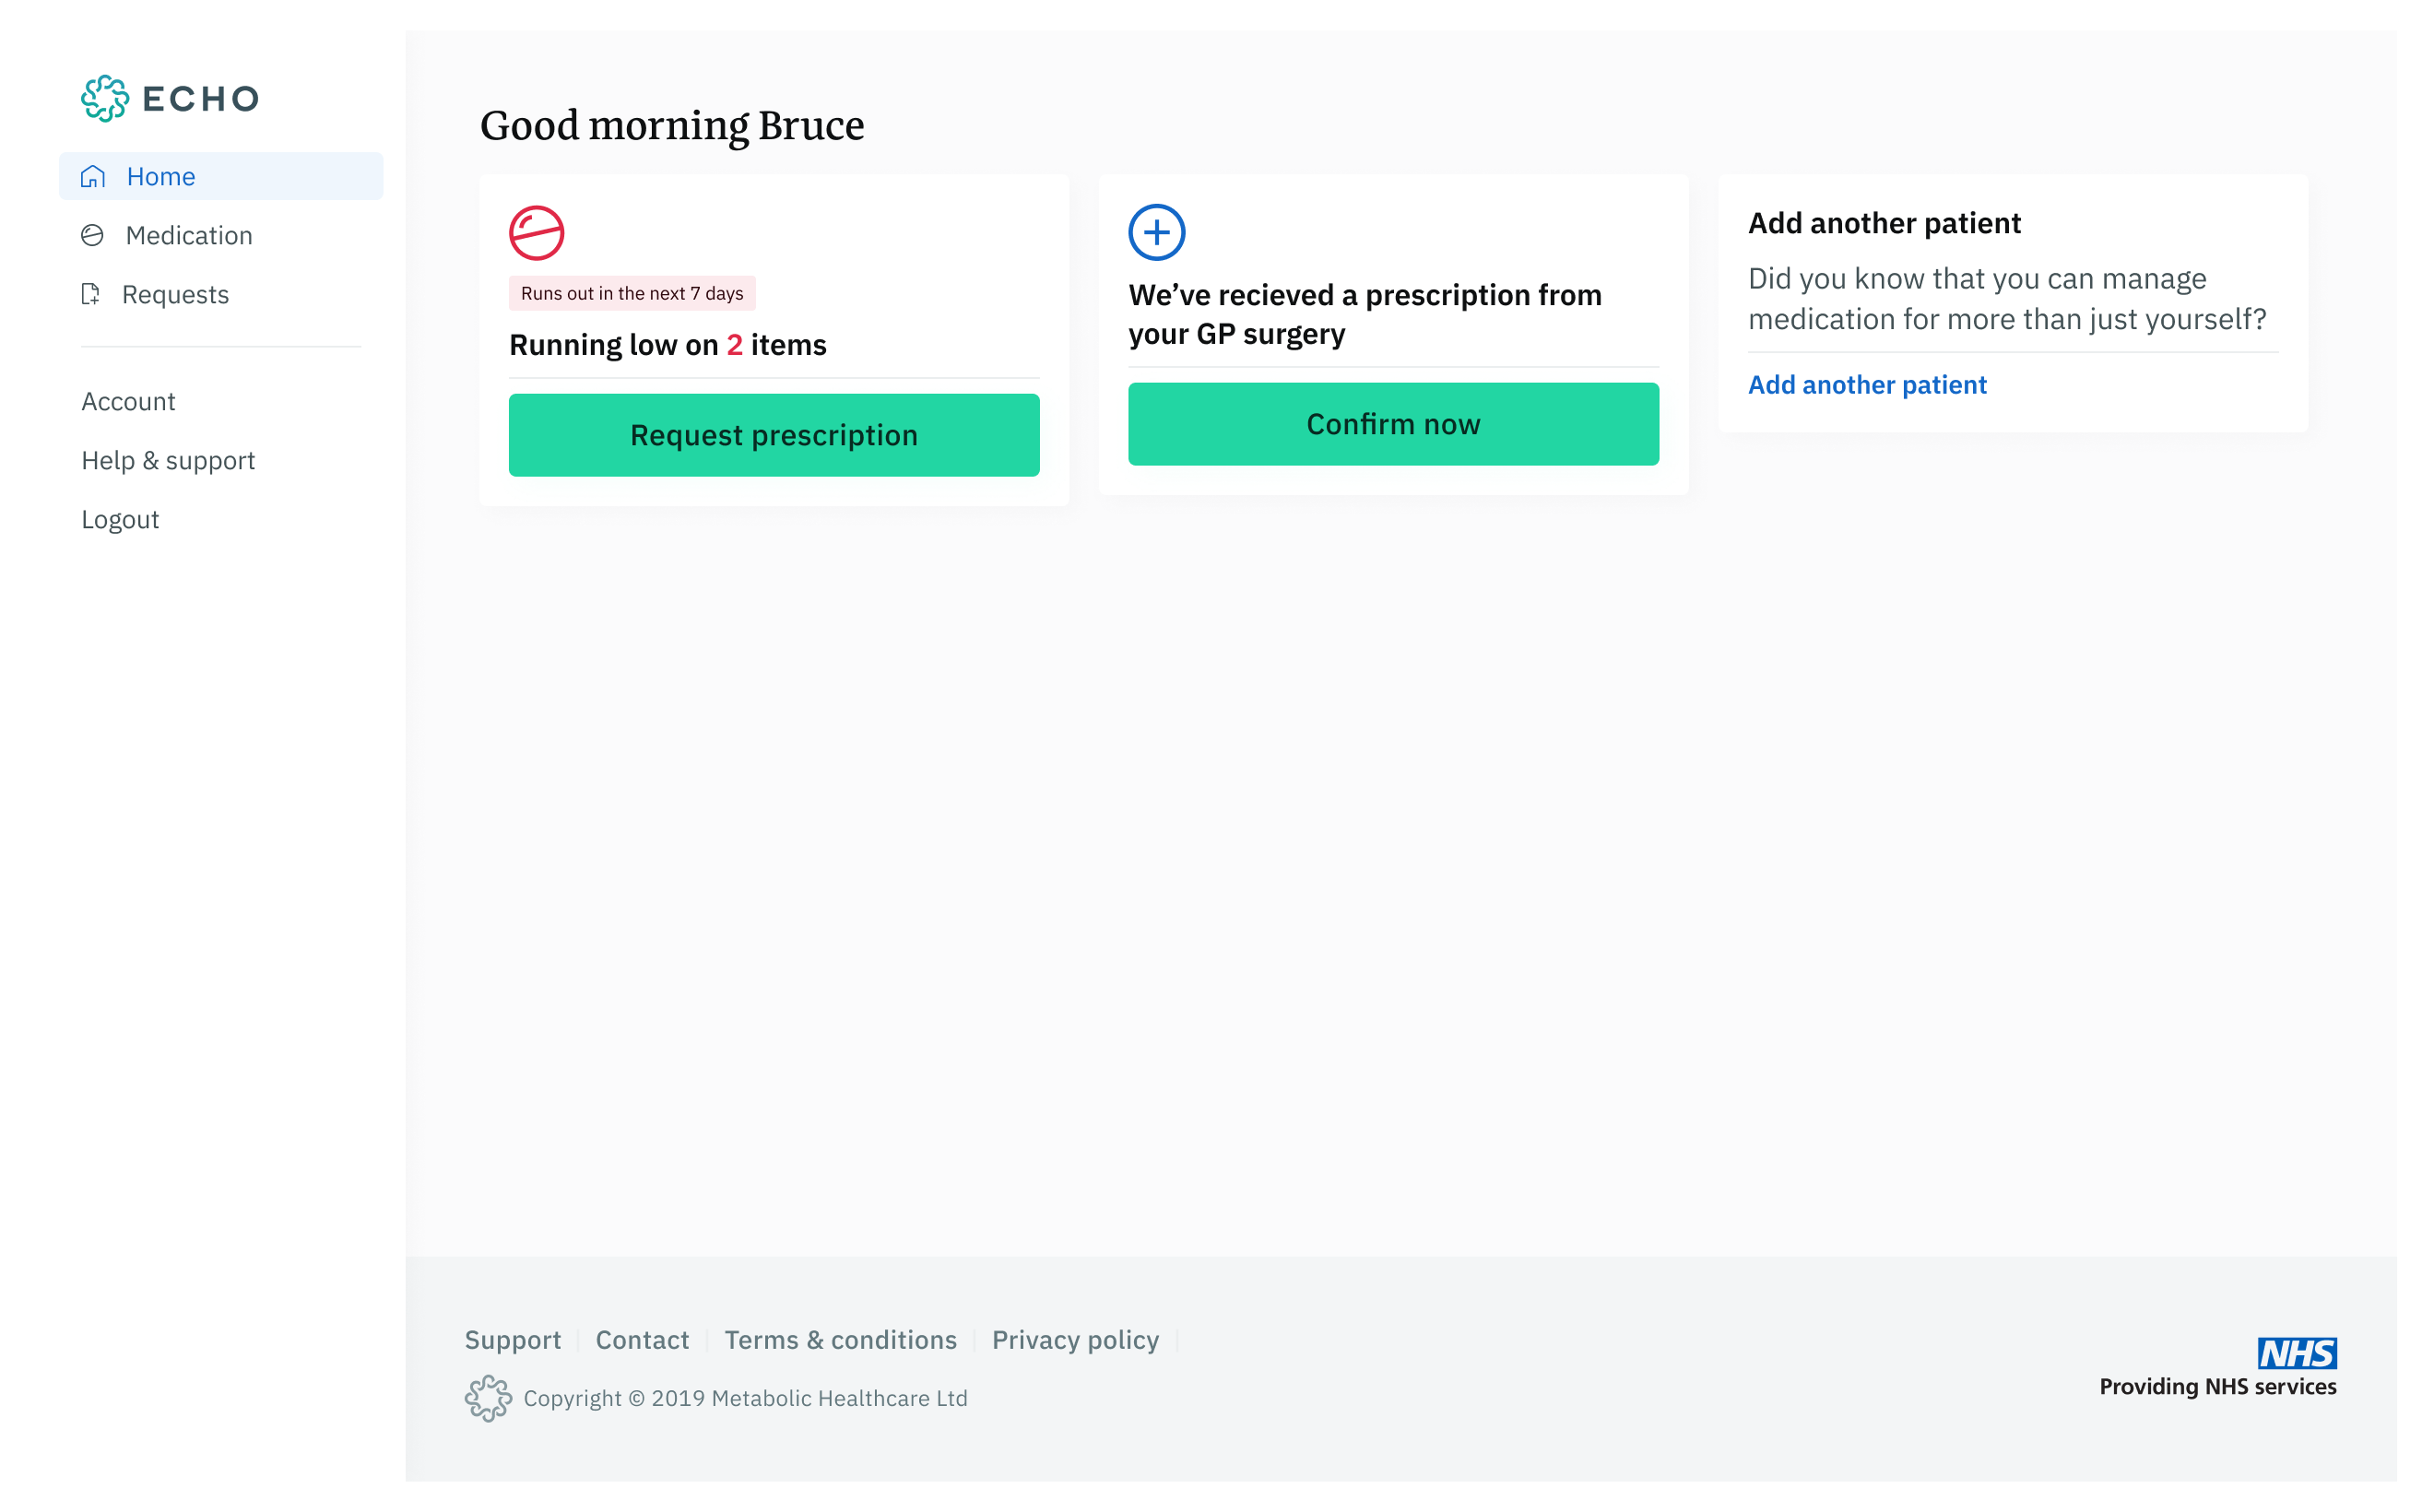 ECHO
Home
Medication
Requests
Account
Help & support
Logout
Good morning Bruce
Runs out in the next 7 days
Running low on 2 items
Request prescription
We’ve recieved a prescription from
your GP surgery
Confirm now
Add another patient
Did you know that you can manage
medication for more than just yourself?
Add another patient
Support
Contact
Terms & conditions
Privacy policy
Copyright © 2019 Metabolic Healthcare Ltd
NHS
Providing NHS services